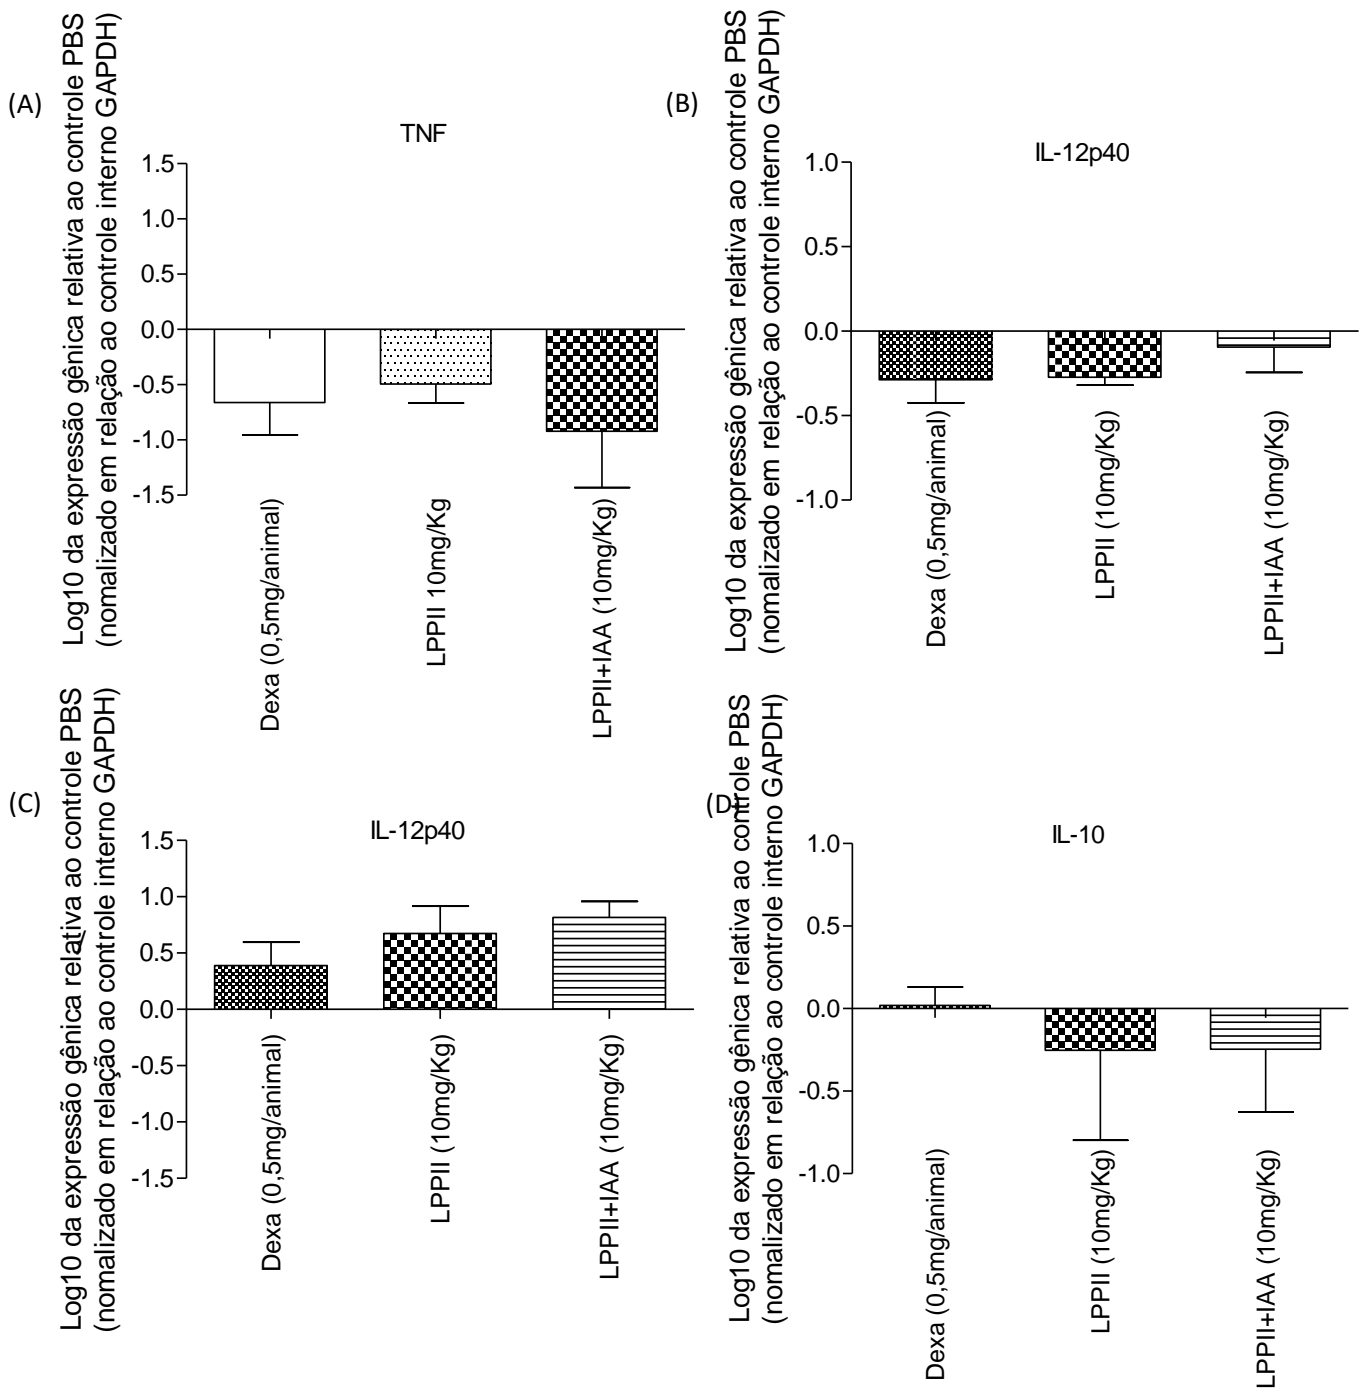 (A)
Log10 da expressão gênica relativa ao controle PBS
(nomalizado em relação ao controle interno GAPDH)
TNF
1.5
1.0
0.5
0.0
-0.5
-1.0
-1.5
Dexa (0,5mg/animal)
LPPII 10mg/Kg
LPPII+IAA (10mg/Kg)
(B)
Log10 da expressão gênica relativa ao controle PBS
(nomalizado em relação ao controle interno GAPDH)
IL-12p40
1.0
0.5
0.0
-0.5
-1.0
Dexa (0,5mg/animal)
LPPII (10mg/Kg)
LPPII+IAA (10mg/Kg)
(C)
Log10 da expressão gênica relativa ao controle PBS
(nomalizado em relação ao controle interno GAPDH)
IL-12p40
1.5
1.0
0.5
0.0
-0.5
-1.0
-1.5
Dexa (0,5mg/animal)
LPPII (10mg/Kg)
LPPII+IAA (10mg/Kg)
(D)
Log10 da expressão gênica relativa ao controle PBS
(nomalizado em relação ao controle interno GAPDH)
IL-10
1.0
0.5
0.0
-0.5
-1.0
Dexa (0,5mg/animal)
LPPII (10mg/Kg)
LPPII+IAA (10mg/Kg)